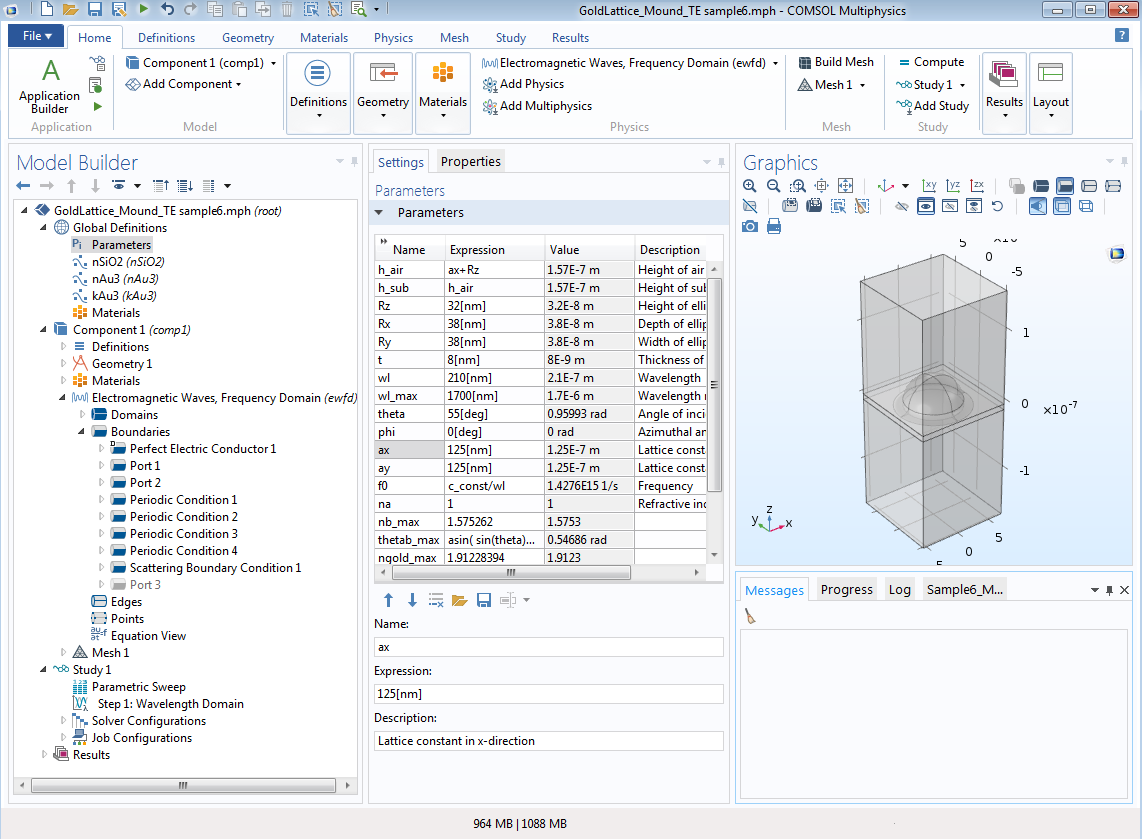 GoldLattice_Mound_TE sample6.mph - COMSOL Multiphysics
File Home Definitions Geometry Materials Physics Mesh Study Results
Application Builder
Application
Component 1 (comp1)
Add Component
Model
Definitions
Geometry
Materials
Electromagnetic Waves, Frequency Domain (ewfd)
Add Physics
Add Multiphysics
Physics
Build Mesh
Mesh 1
Mesh
Compute
Study 1
Add Study
Study
Results
Layout
Model Builder
GoldLattice_Mound_TE sample6.mph (root)
Global Definitions
Pi Parameters
nSiO2 (nSiO2)
nAu3 (nAu3)
kAu3 (kAu3)
Materials
Component 1 (comp1)
Definitions
Geometry 1
Materials
Electromagnetic Waves, Frequency Domain (ewfd)
Domains
Boundaries
Perfect Electric Conductor 1
Port 1
Port 2
Periodic Condition 1
Periodic Condition 2
Periodic Condition 3
Periodic Condition 4
Scattering Boundary Condition 1
Port 3
Edges
Points
Equation View
Mesh 1
Study 1
Parametric Sweep
Step 1: Wavelength Domain
Solver Configurations
Job Configurations
Results
Settings Properties
Parameters
Parameters
Name Expression Value Description
h_air ax+Rz 1.57E-7 m Height of air
h_sub h_air 1.57E-7 m Height of sub
Rz 32[nm] 3.2E-8 m Height of ellip
Rx 38[nm] 3.8E-8 m Depth of ellip
Ry 38[nm] 3.8E-8 m Width of ellip
t 8[nm] 8E-9 m Thickness of
wl 210[nm] 2.1E-7 m Wavelength
wl_max 1700[nm] 1.7E-6 m Wavelength
theta 55[deg] 0.95993 rad Angle of inci
phi 0[deg] 0 rad Azimuthal an
ax 125[nm] 1.25E-7 m Lattice const
ay 125[nm] 1.25E-7 m Lattice const
f0 c_const/wl 1.4276E15 1/s Frequency
na 1 1 Refractive inc
nb_max 1.575262 1.5753
thetab_max asin( sin(theta)... 0.54686 rad
ngold_max 1.91228394 1.9123
Name:
ax
Expression:
125[nm]
Description:
Lattice constant in x-direction
Graphics
xy yz zx
5 x10
0
-5
1
0 x10⁻⁷
-1
5
0
z
y x
Messages Progress Log Sample6_M...
964 MB | 1088 MB